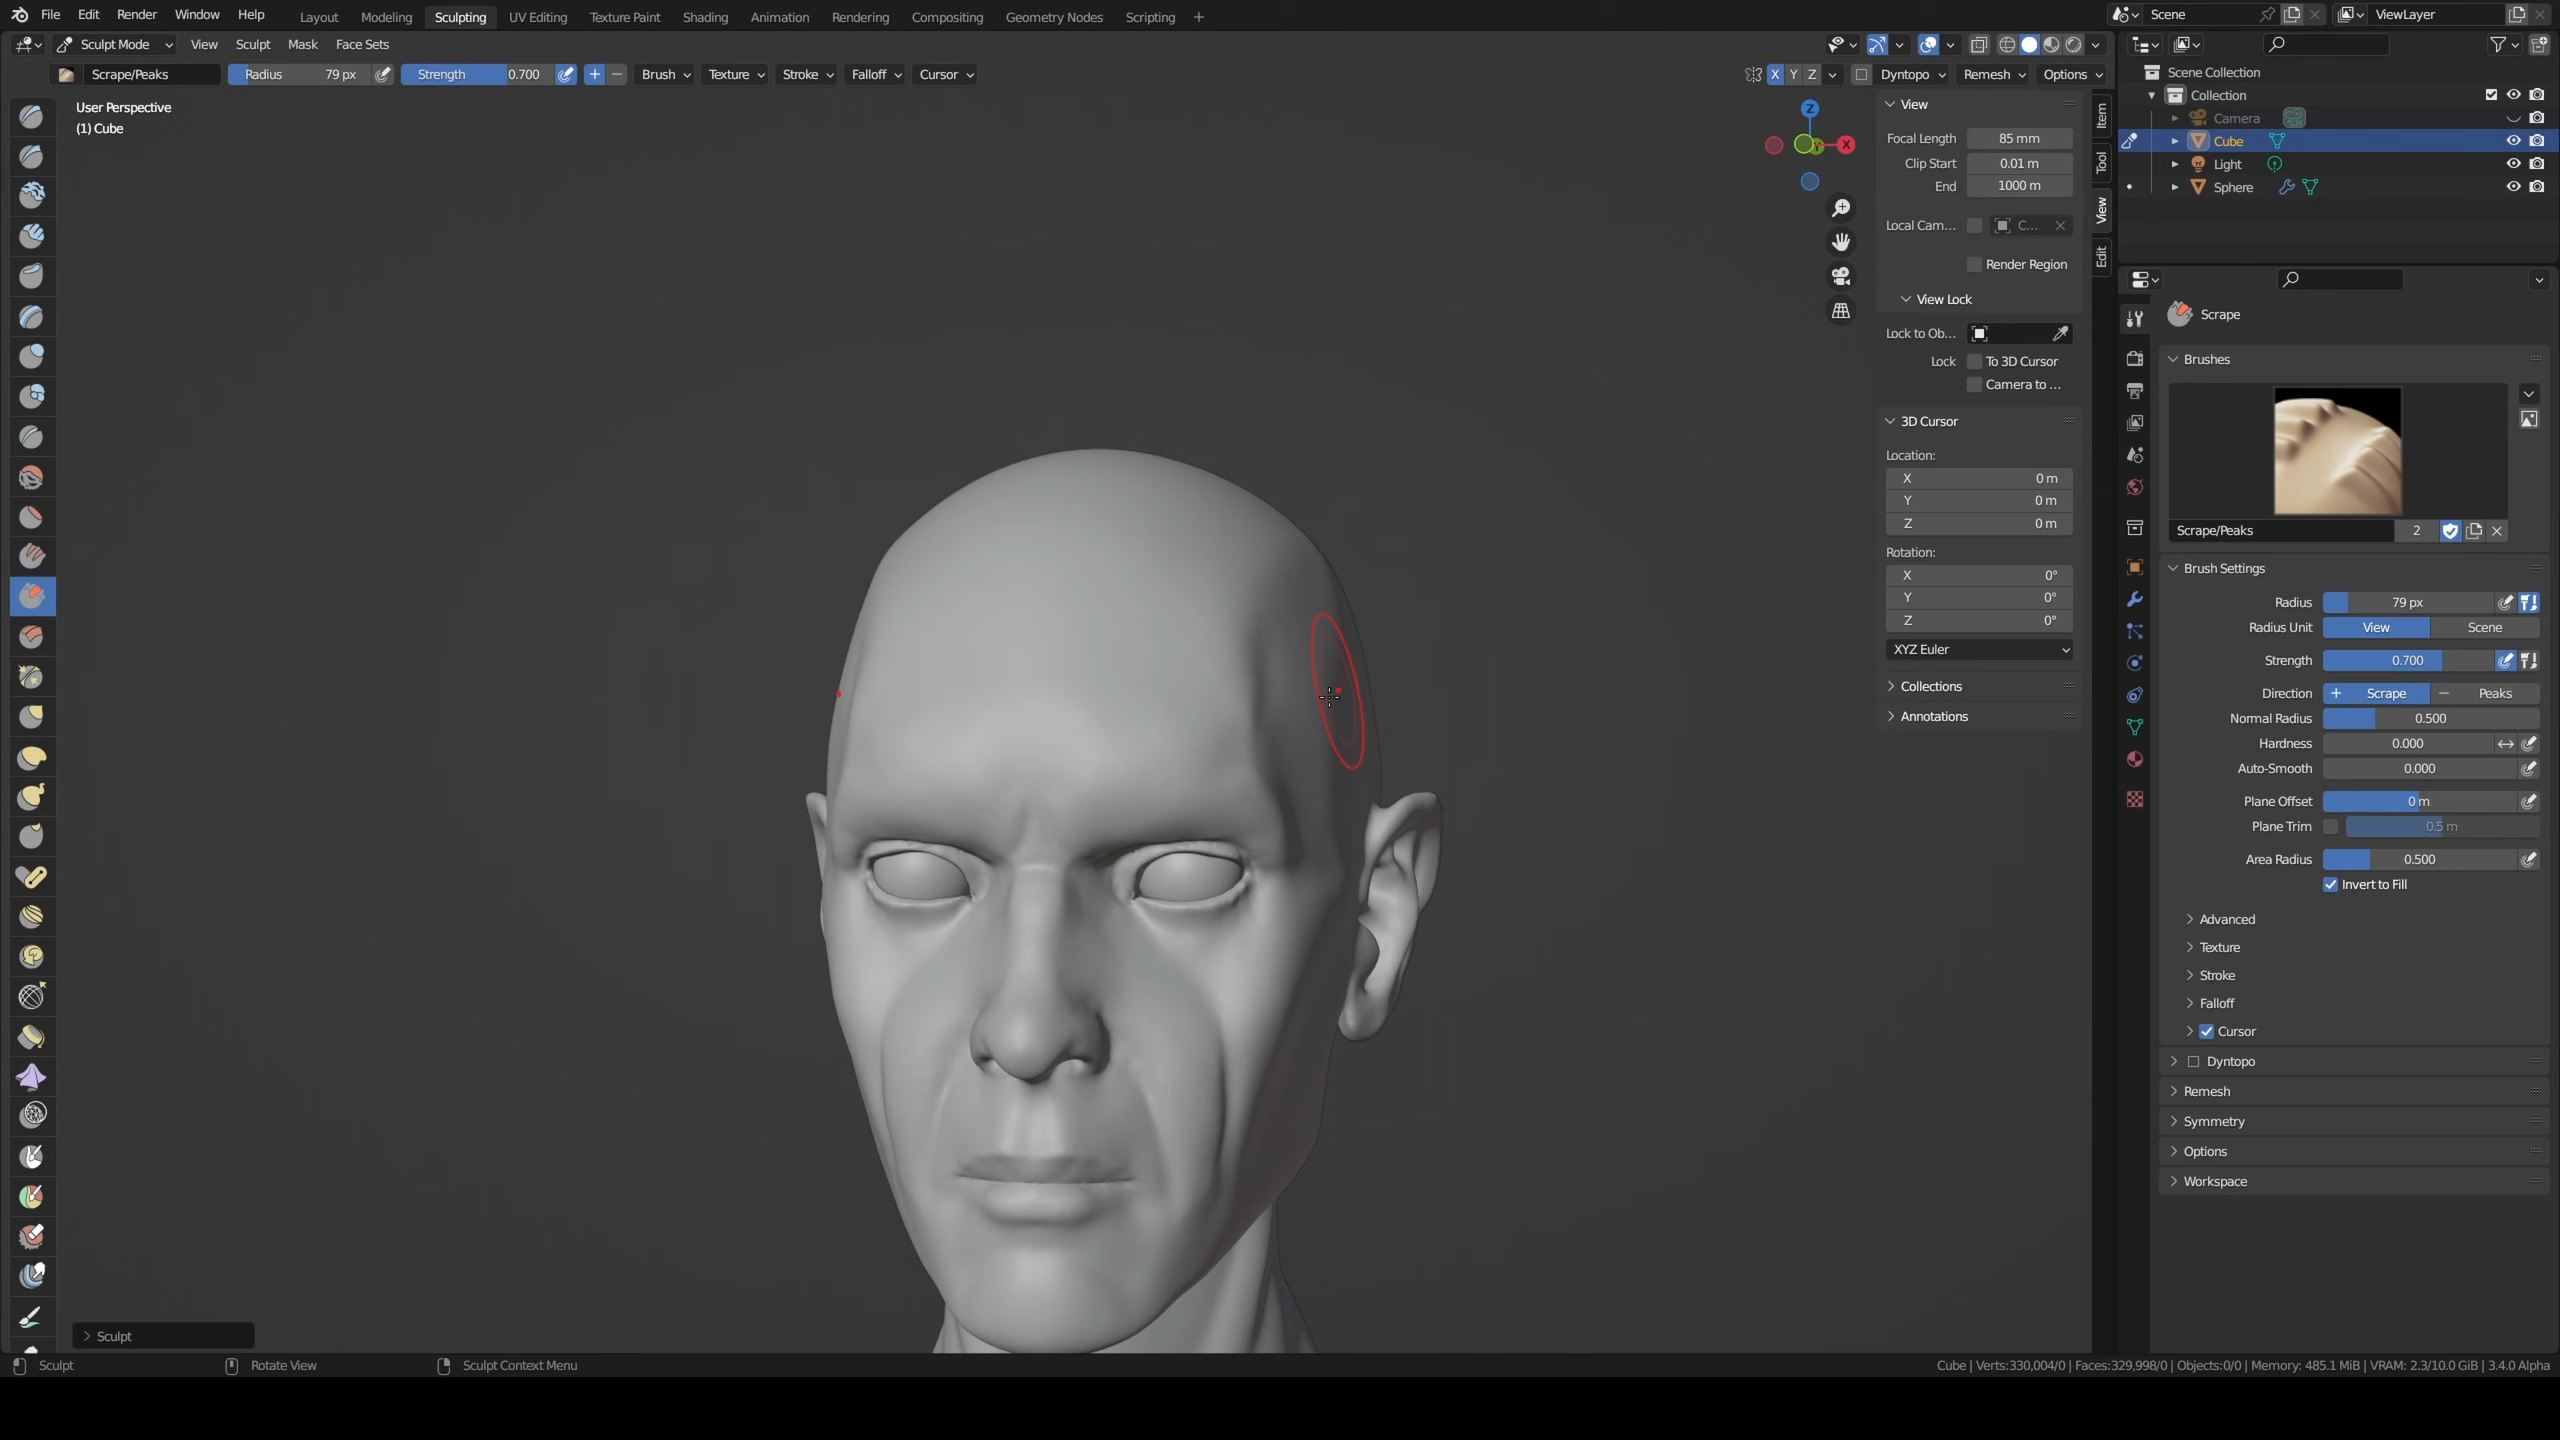 File Edit Render Window Help Layout Modeling Sculpting UV Editing Texture Paint Shading Animation Rendering Compositing Geometry Nodes Scripting + Scene ViewLayer
Sculpt Mode View Sculpt Mask Face Sets
Scrape/Peaks Radius 79 px Strength 0.700 Brush Texture Stroke Falloff Cursor X Y Z Dyntopo Remesh Options
User Perspective
(1) Cube
Z
X
View
Focal Length 85 mm
Clip Start 0.01 m
End 1000 m
Local Cam... C...
Render Region
View Lock
Lock to Ob...
Lock To 3D Cursor
Camera to ...
3D Cursor
Location:
X 0 m
Y 0 m
Z 0 m
Rotation:
X 0°
Y 0°
Z 0°
XYZ Euler
Collections
Annotations
Item
Tool
View
Edit
Scene Collection
Collection
Camera
Cube
Light
Sphere
Scrape
Brushes
Scrape/Peaks 2
Brush Settings
Radius 79 px
Radius Unit View Scene
Strength 0.700
Direction + Scrape − Peaks
Normal Radius 0.500
Hardness 0.000
Auto-Smooth 0.000
Plane Offset 0 m
Plane Trim 0.5 m
Area Radius 0.500
Invert to Fill
Advanced
Texture
Stroke
Falloff
Cursor
Dyntopo
Remesh
Symmetry
Options
Workspace
Sculpt
Sculpt Rotate View Sculpt Context Menu Cube | Verts:330,004/0 | Faces:329,998/0 | Objects:0/0 | Memory: 485.1 MiB | VRAM: 2.3/10.0 GiB | 3.4.0 Alpha